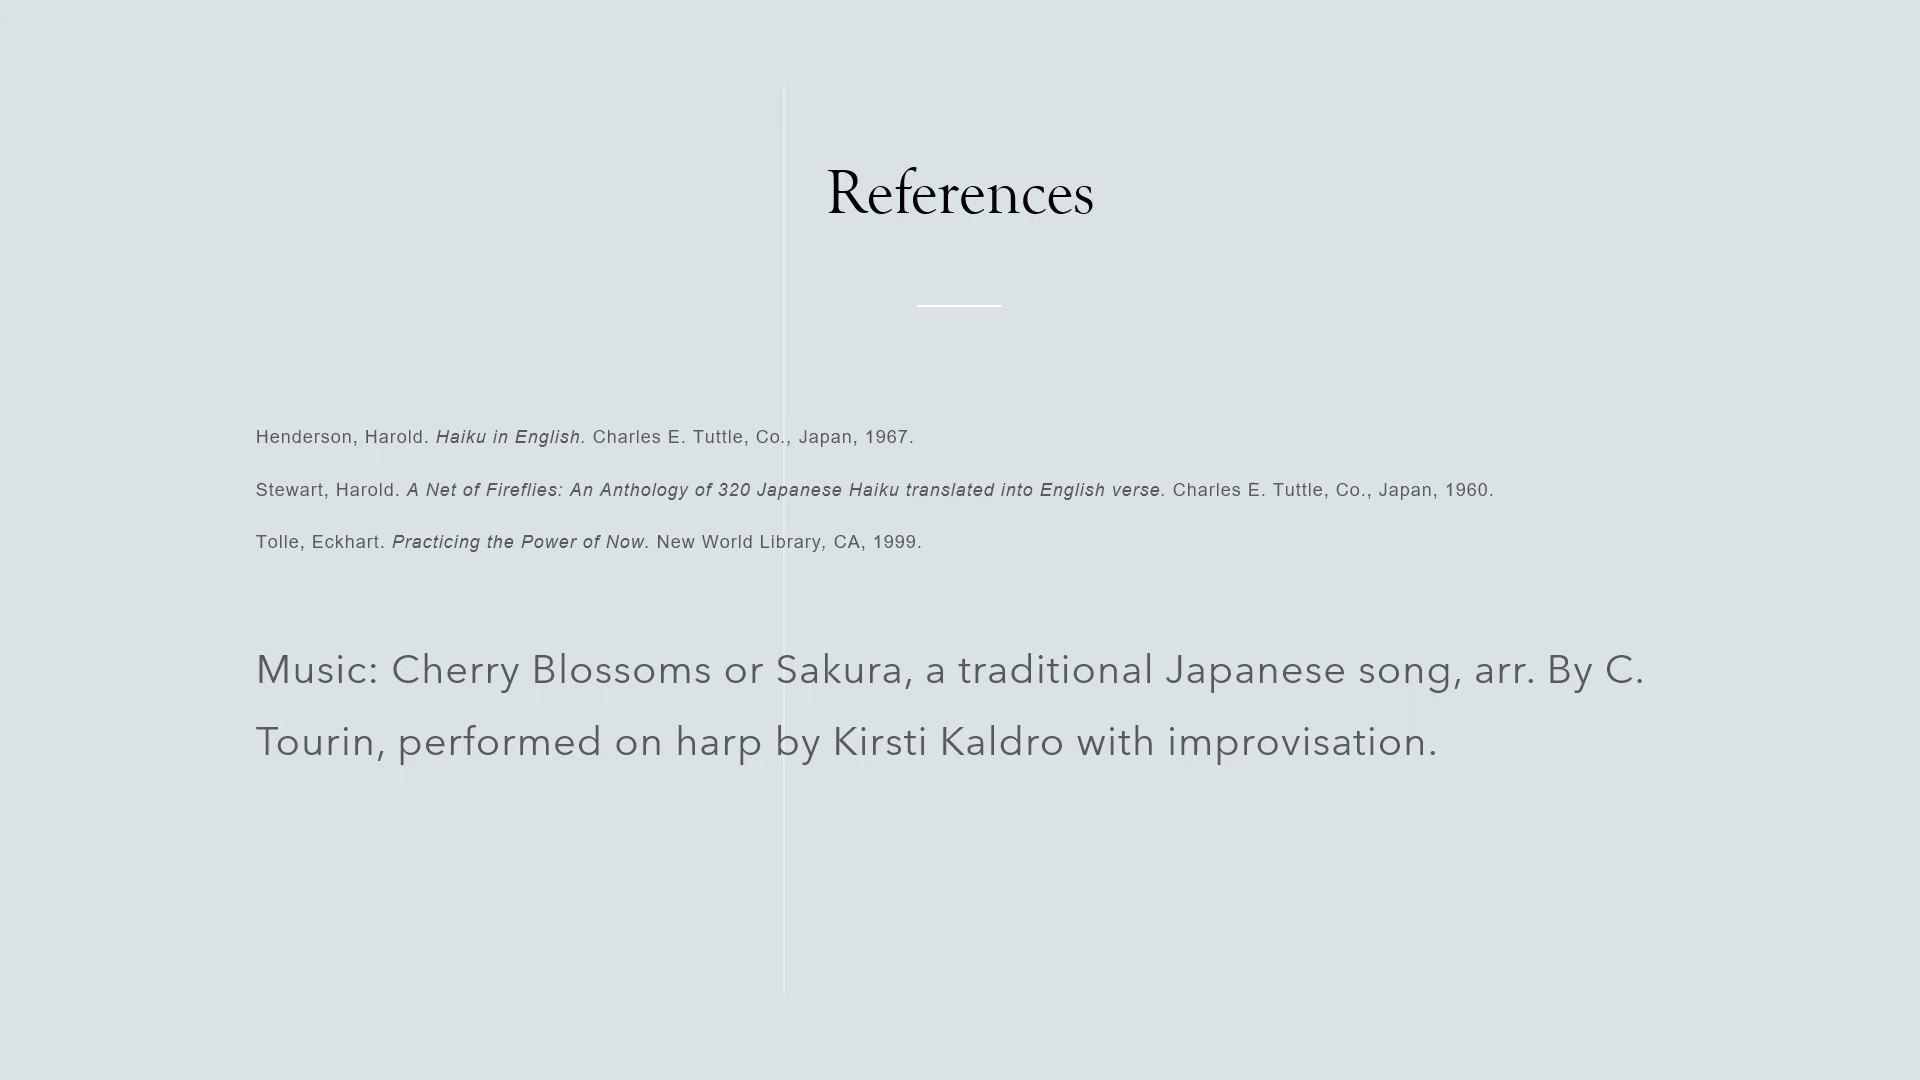 References
Henderson, Harold. Haiku in English. Charles E. Tuttle, Co., Japan, 1967.
Stewart, Harold. A Net of Fireflies: An Anthology of 320 Japanese Haiku translated into English verse. Charles E. Tuttle, Co., Japan, 1960.
Tolle, Eckhart. Practicing the Power of Now. New World Library, CA, 1999.
Music: Cherry Blossoms or Sakura, a traditional Japanese song, arr. By C.
Tourin, performed on harp by Kirsti Kaldro with improvisation.